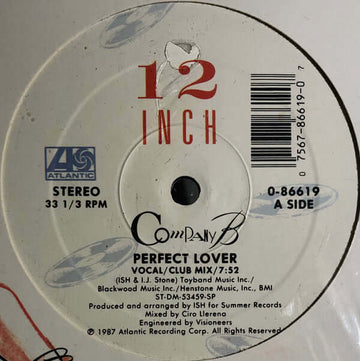 12
INCH
ATLANTIC
STEREO
33 1/3 RPM
0 7567-86619-0 7
0-86619
A SIDE
Company B
PERFECT LOVER
VOCAL/CLUB MIX/7:52
(ISH & I.J. Stone) Toyband Music Inc./
Blackwood Music Inc./Henstone Music, Inc., BMI
ST-DM-53459-SP
Produced and arranged by ISH for Summer Records
Mixed by Ciro Llereno
Engineered by Visioneers
℗ 1987 Atlantic Recording Corp. All Rights Reserved.